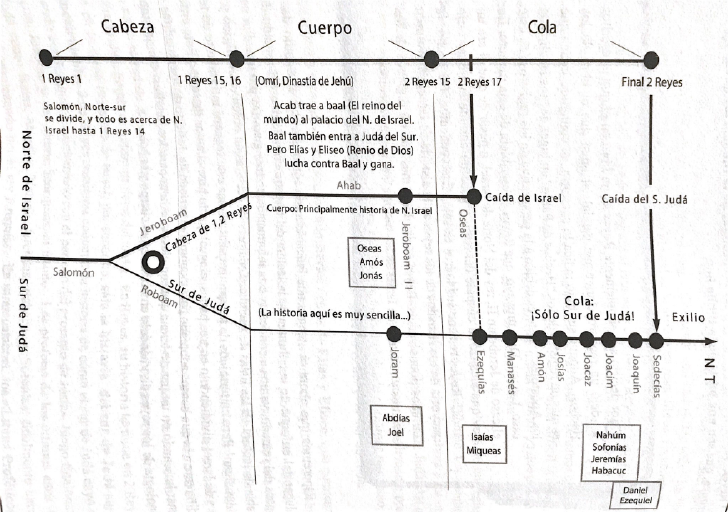 Cabeza
Cuerpo
Cola
1 Reyes 1
1 Reyes 15, 16
(Omrí, Dinastía de Jehú)
2 Reyes 15
2 Reyes 17
Final 2 Reyes
Salomón, Norte-sur
se divide, y todo es acerca de N.
Israel hasta 1 Reyes 14
Acab trae a baal (El reino del
mundo) al palacio del N. de Israel.
Baal también entra a Judá del Sur.
Pero Elías y Eliseo (Renio de Dios)
lucha contra Baal y gana.
Norte de Israel
Sur de Judá
Salomón
Jeroboam
Cabeza de 1,2 Reyes
Sur de Judá
Roboam
Ahab
Cuerpo: Principalmente historia de N. Israel
Jeroboam II
Oseas
Caída de Israel
Caída del S. Judá
Oseas
Amós
Jonás
(La historia aquí es muy sencilla...)
Cola:
¡Sólo Sur de Judá!
Exilio
N T
Joram
Ezequías
Manasés
Amón
Josías
Joacaz
Joacim
Joaquín
Sedecías
Abdías
Joel
Isaías
Miqueas
Nahúm
Sofonías
Jeremías
Habacuc
Daniel
Ezequiel